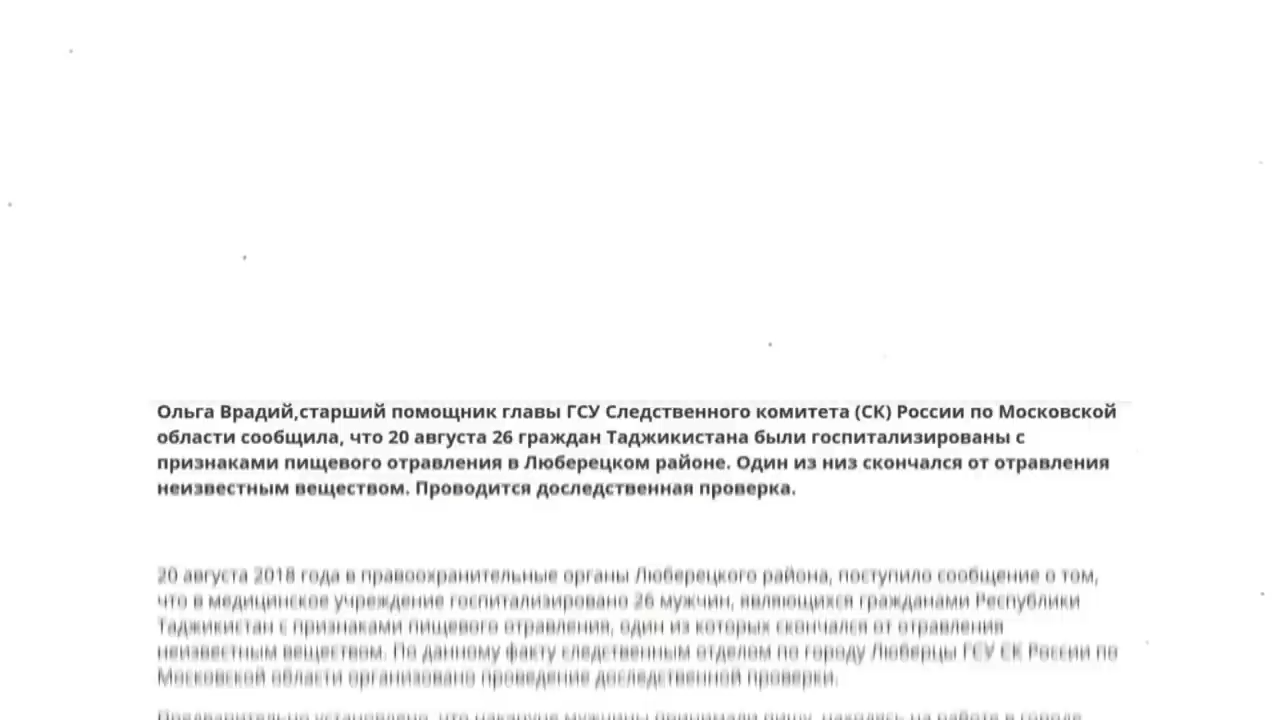 Ольга Врадий,старший помощник главы ГСУ Следственного комитета (СК) России по Московской
области сообщила, что 20 августа 26 граждан Таджикистана были госпитализированы с
признаками пищевого отравления в Люберецком районе. Один из низ скончался от отравления
неизвестным веществом. Проводится доследственная проверка.
20 августа 2018 года в правоохранительные органы Люберецкого района, поступило сообщение о том,
что в медицинское учреждение госпитализировано 26 мужчин, являющихся гражданами Республики
Таджикистан с признаками пищевого отравления, один из которых скончался от отравления
неизвестным веществом. По данному факту следственным отделом по городу Люберцы ГСУ СК России по
Московской области организовано проведение доследственной проверки.